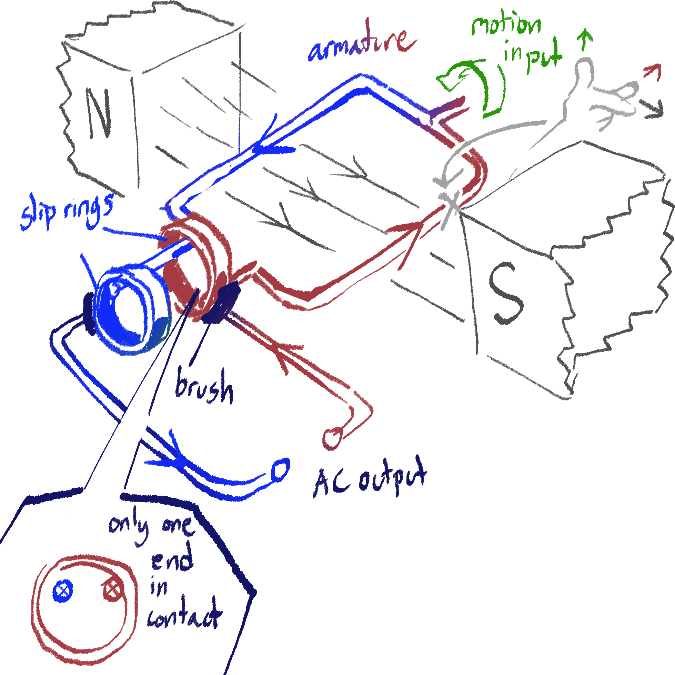 armature
motion
input
N
slip rings
S
brush
AC output
only one
end
in
contact